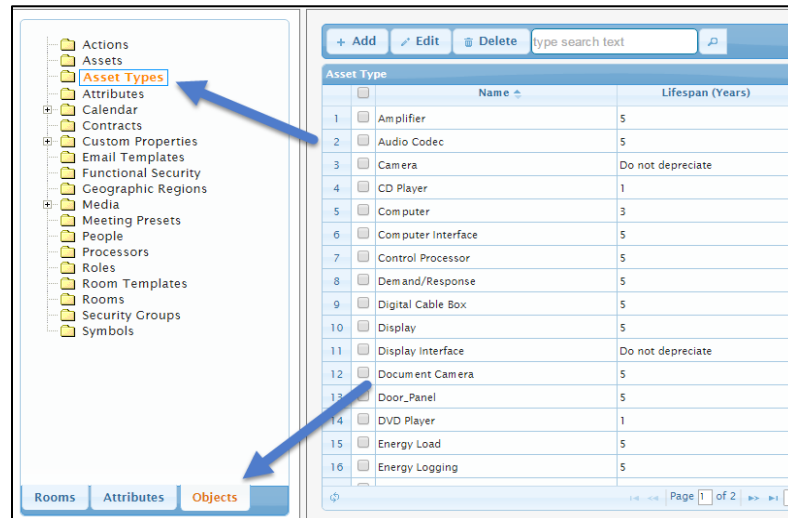 Actions
Assets
Asset Types
Attributes
Calendar
Contracts
Custom Properties
Email Templates
Functional Security
Geographic Regions
Media
Meeting Presets
People
Processors
Roles
Room Templates
Rooms
Security Groups
Symbols
Rooms Attributes Objects
+ Add Edit Delete type search text
Asset Type
Name Lifespan (Years)
1 Amplifier 5
2 Audio Codec 5
3 Camera Do not depreciate
4 CD Player 1
5 Computer 3
6 Computer Interface 5
7 Control Processor 5
8 Demand/Response 5
9 Digital Cable Box 5
10 Display 5
11 Display Interface Do not depreciate
12 Document Camera 5
13 Door_Panel 5
14 DVD Player 1
15 Energy Load 5
16 Energy Logging 5
Page 1 of 2